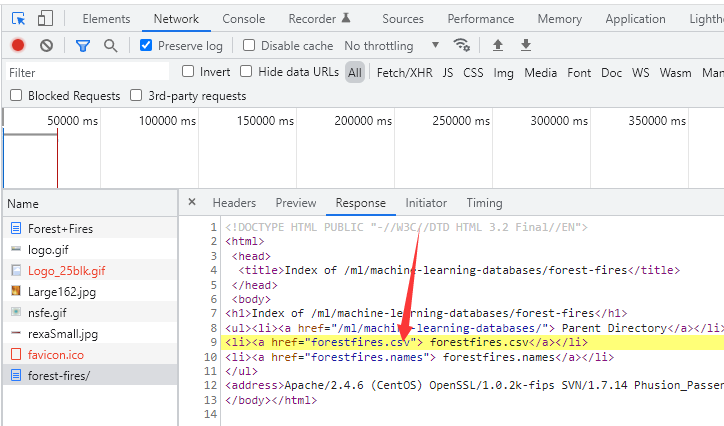 Elements Network Console Recorder Sources Performance Memory Application Lighth
Preserve log Disable cache No throttling
Filter Invert Hide data URLs All Fetch/XHR JS CSS Img Media Font Doc WS Wasm Man
Blocked Requests 3rd-party requests
50000 ms 100000 ms 150000 ms 200000 ms 250000 ms 300000 ms 350000 ms
Name
Forest+Fires
logo.gif
Logo_25blk.gif
Large162.jpg
nsfe.gif
rexaSmall.jpg
favicon.ico
forest-fires/
× Headers Preview Response Initiator Timing
1 <!DOCTYPE HTML PUBLIC "-//W3C//DTD HTML 3.2 Final//EN">
2 <html>
3 <head>
4 <title>Index of /ml/machine-learning-databases/forest-fires</title>
5 </head>
6 <body>
7 <h1>Index of /ml/machine-learning-databases/forest-fires</h1>
8 <ul><li><a href="/ml/machine-learning-databases/"> Parent Directory</a></li>
9 <li><a href="forestfires.csv"> forestfires.csv</a></li>
10 <li><a href="forestfires.names"> forestfires.names</a></li>
11 </ul>
12 <address>Apache/2.4.6 (CentOS) OpenSSL/1.0.2k-fips SVN/1.7.14 Phusion_Passen
13 </body></html>
14